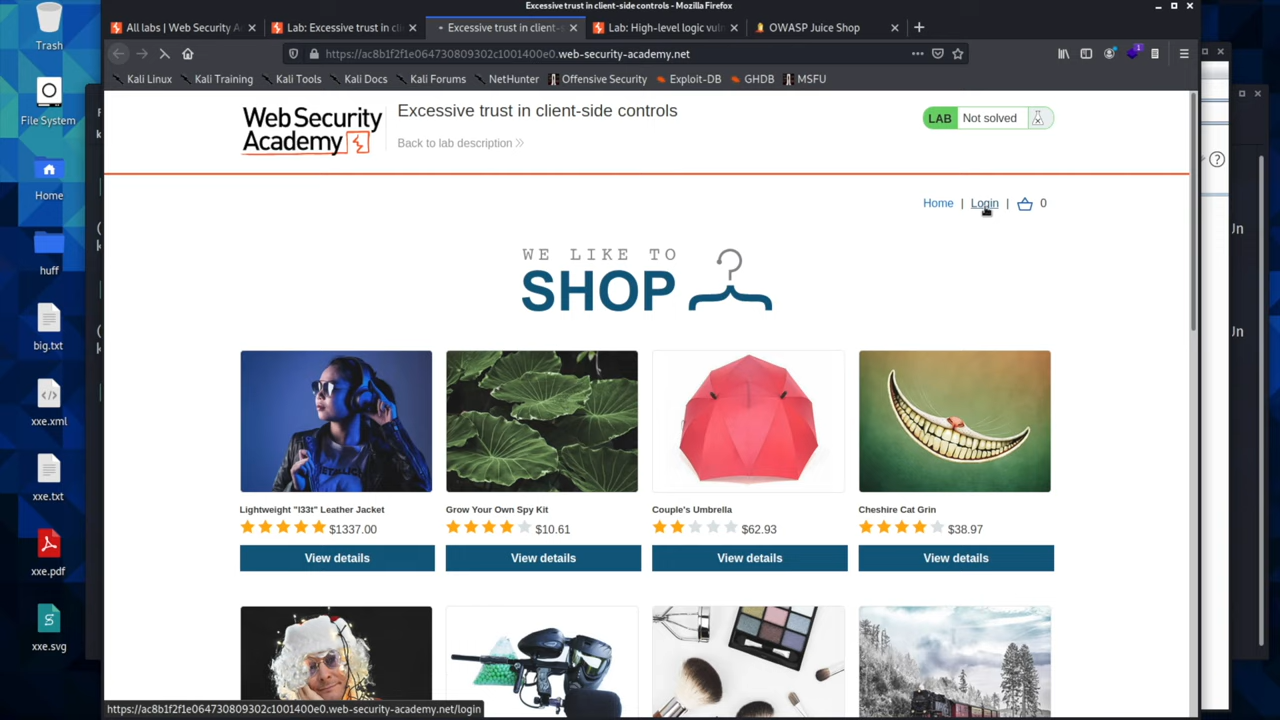 Excessive trust in client-side controls - Mozilla Firefox
All labs | Web Security A
Lab: Excessive trust in cli
Excessive trust in client-
Lab: High-level logic vul
OWASP Juice Shop
https://ac8b1f2f1e064730809302c1001400e0.web-security-academy.net
Kali Linux
Kali Training
Kali Tools
Kali Docs
Kali Forums
NetHunter
Offensive Security
Exploit-DB
GHDB
MSFU
Trash
File System
Home
huff
big.txt
xxe.xml
xxe.txt
xxe.pdf
xxe.svg
Web Security
Academy
Excessive trust in client-side controls
Back to lab description
LAB Not solved
Home | Login | 0
WE LIKE TO
SHOP
Lightweight "l33t" Leather Jacket
$1337.00
View details
Grow Your Own Spy Kit
$10.61
View details
Couple's Umbrella
$62.93
View details
Cheshire Cat Grin
$38.97
View details
https://ac8b1f2f1e064730809302c1001400e0.web-security-academy.net/login